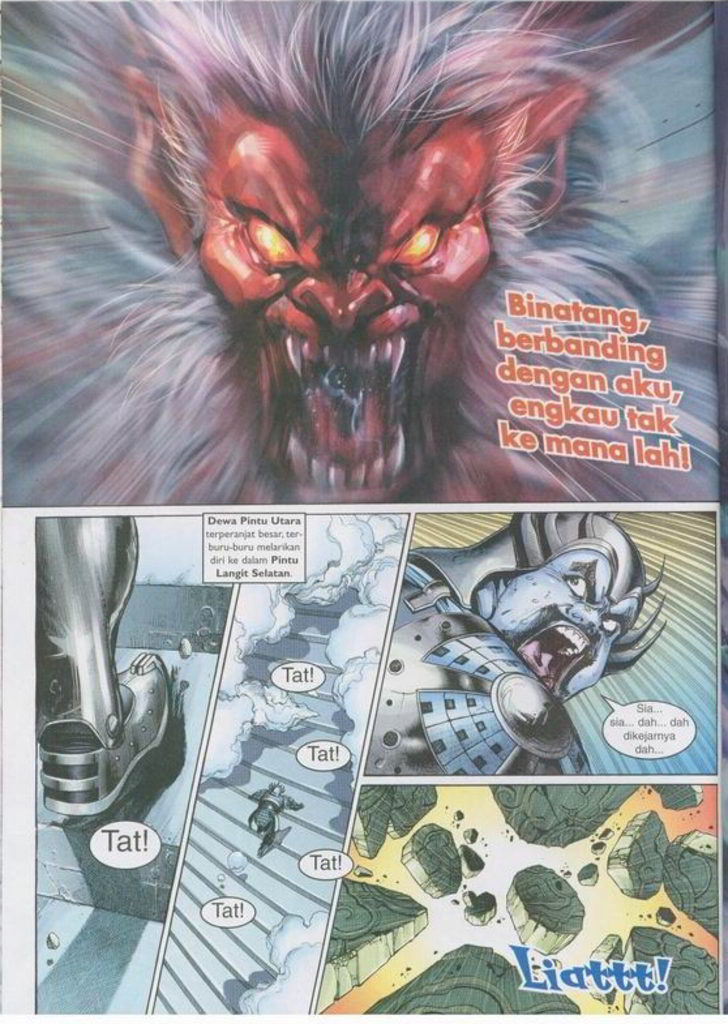 Binatang,
berbanding
dengan aku,
engkau tak
ke mana lah!
Dewa Pintu Utara
terperanjat besar, ter-
buru-buru melarikan
diri ke dalam Pintu
Langit Selatan.
Tat!
Tat!
Tat!
Tat!
Tat!
Sia...
sia... dah... dah
dikejarnya
dah...
Liattt!